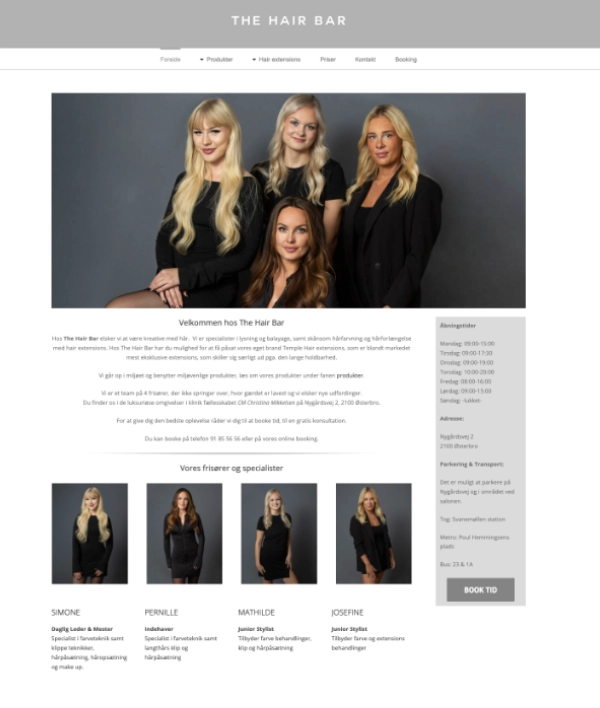 THE HAIR BAR
Forside
Produkter
Hair extensions
Priser
Kontakt
Booking
Velkommen hos The Hair Bar
Hos The Hair Bar elsker vi at være kreative med hår. Vi er specialister i lysning og balayage, samt skånsom hårfarvning og hårforlængelse
med hair extensions. Hos The Hair Bar har du mulighed for at få påsat vores eget brand Temple Hair extensions, som er blandt markedet
mest eksklusive extensions, som skiller sig særligt ud pga. den lange holdbarhed.
Vi går op i miljøet og benytter miljøvenlige produkter, læs om vores produkter under fanen produkter.
Vi er et team på 4 frisører, der ikke springer over, hvor gærdet er lavest og vi elsker nye udfordringer.
Du finder os i de luksuriøse omgivelser i klinik fællesskabet CM Christina Mikkelsen på Nygårdsvej 2, 2100 Østerbro.
For at give dig den bedste oplevelse råder vi dig til at booke tid, til en gratis konsultation.
Du kan booke på telefon 91 85 56 56 eller på vores online booking.
Vores frisører og specialister
SIMONE
Daglig Leder & Mester
Specialist i farveteknik samt
klippe teknikker,
hårpåsætning, håropsætning
og make up.
PERNILLE
Indehaver
Specialist i farveteknik samt
langthårs klip og
hårpåsætning
MATHILDE
Junior Stylist
Tilbyder farve behandlinger,
klip og hårpåsætning
JOSEFINE
Junior Stylist
Tilbyder farve og extensions
behandlinger
Åbningstider
Mandag: 09:00-15:00
Tirsdag: 09:00-17:30
Onsdag: 09:00-19:00
Torsdag: 10:00-20:00
Fredag: 08:00-16:00
Lørdag: 09:00-15:00
Søndag: -lukket-
Adresse:
Nygårdsvej 2
2100 Østerbro
Parkering & Transport:
Det er muligt at parkere på
Nygårdsvej og i området ved
salonen.
Tog: Svanemøllen station
Metro: Poul Henningsens
plads
Bus: 23 & 1A
BOOK TID